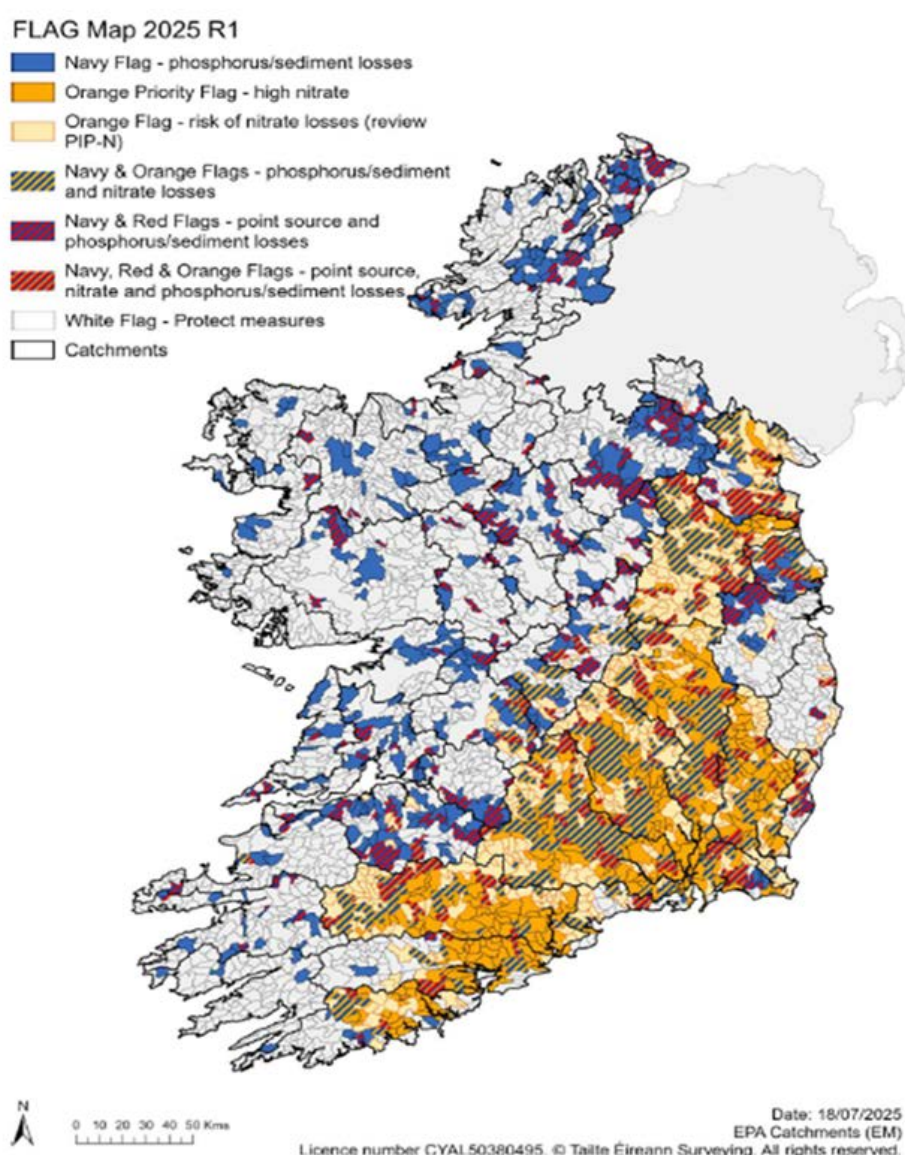 FLAG Map 2025 R1
Navy Flag - phosphorus/sediment losses
Orange Priority Flag - high nitrate
Orange Flag - risk of nitrate losses (review
PIP-N)
Navy & Orange Flags - phosphorus/sediment
and nitrate losses
Navy & Red Flags - point source and
phosphorus/sediment losses
Navy, Red & Orange Flags - point source,
nitrate and phosphorus/sediment losses
White Flag - Protect measures
Catchments
N
0 10 20 30 40 50 Kms
Date: 18/07/2025
EPA Catchments (EM)
Licence number CYAL50380495. © Tailte Éireann Surveying. All rights reserved.